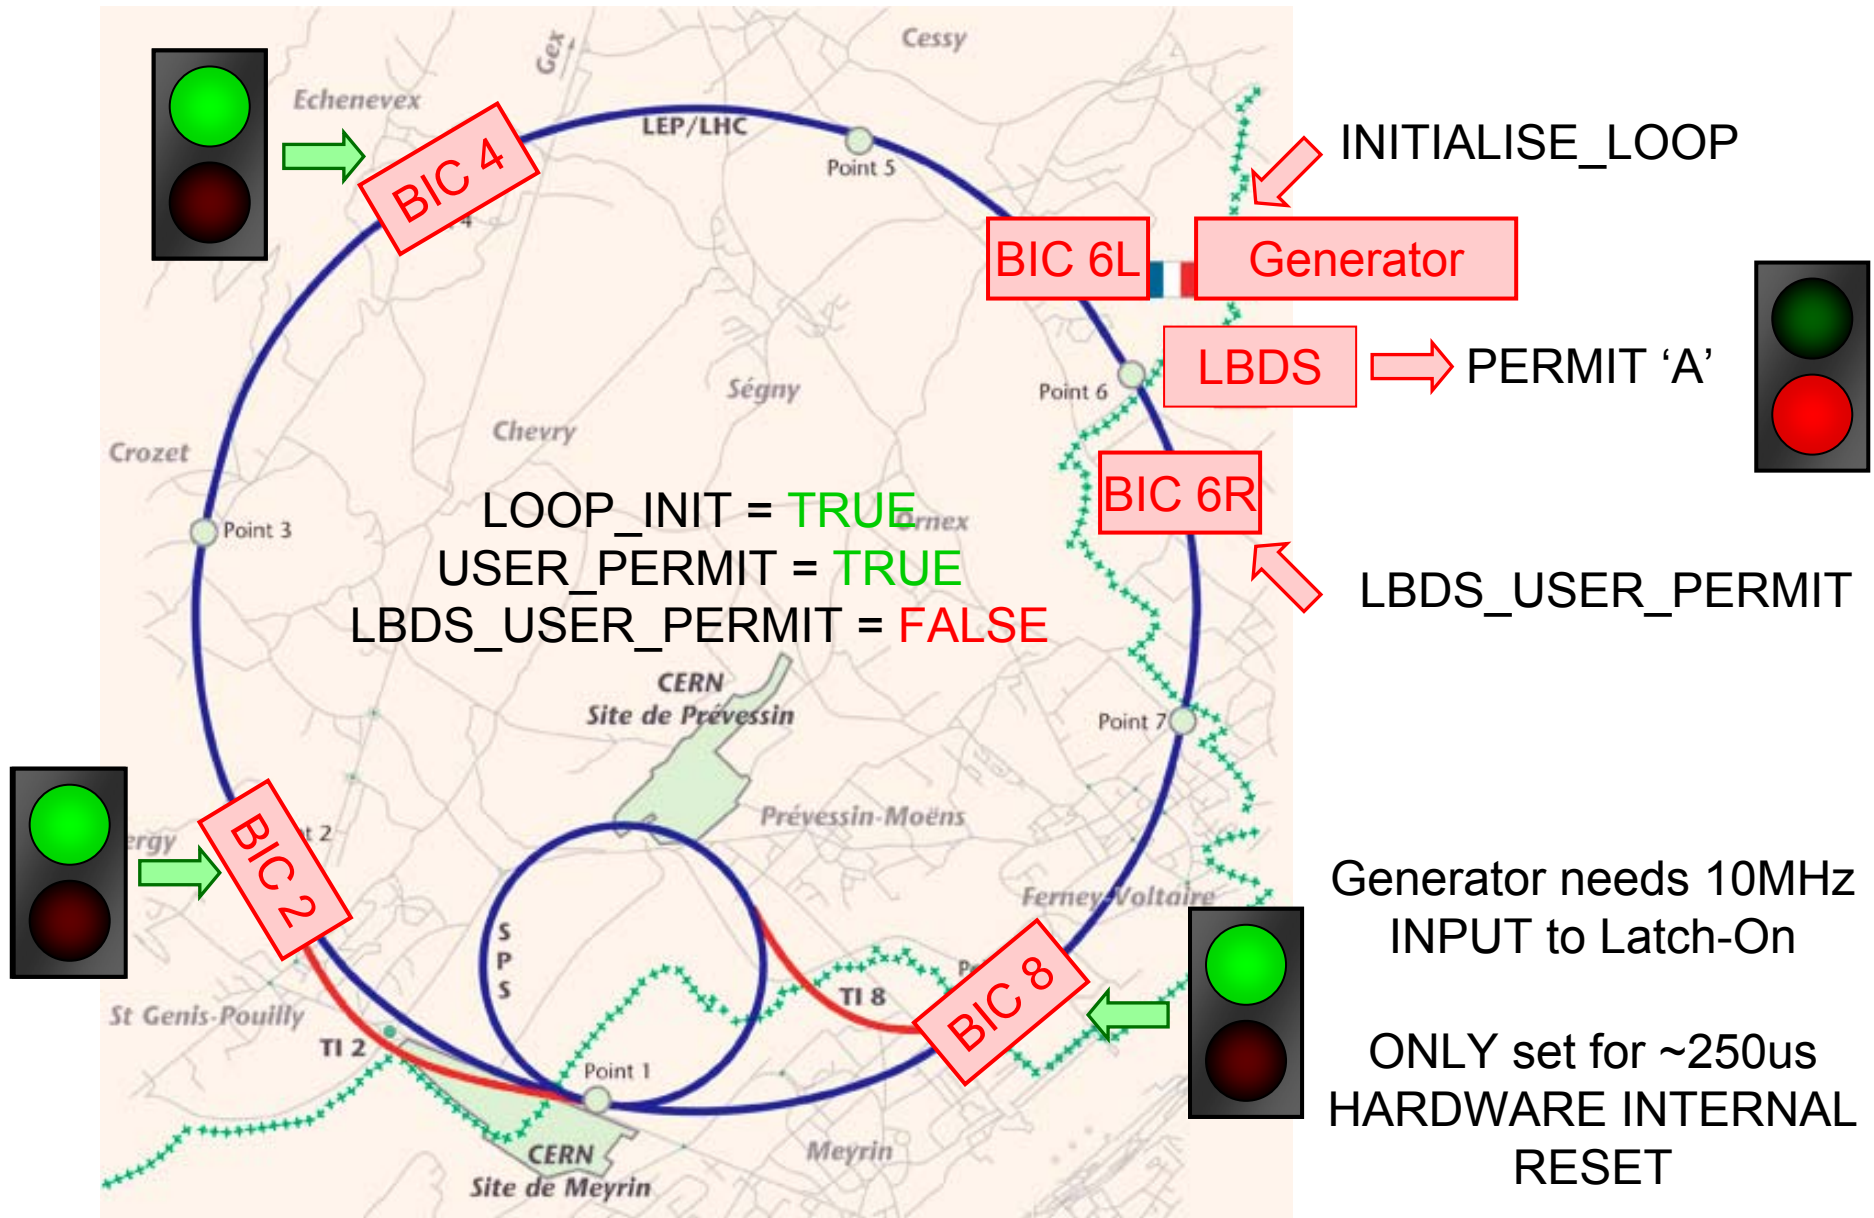 Cessy
Gex
Echenevex
LEP/LHC
BIC 4
Point 5
INITIALISE_LOOP
BIC 6L
Generator
LBDS
PERMIT ‘A’
Point 6
Ségny
Chevry
Crozet
BIC 6R
LOOP_INIT = TRUE
Ornex
Point 3
USER_PERMIT = TRUE
LBDS_USER_PERMIT
LBDS_USER_PERMIT = FALSE
CERN
Site de Prévessin
Point 7
Prévessin-Moëns
BIC 2
Ferney-Voltaire
Generator needs 10MHz
INPUT to Latch-On
SPS
TI 8
BIC 8
St Genis-Pouilly
TI 2
Point 1
ONLY set for ~250us
HARDWARE INTERNAL
RESET
Meyrin
CERN
Site de Meyrin